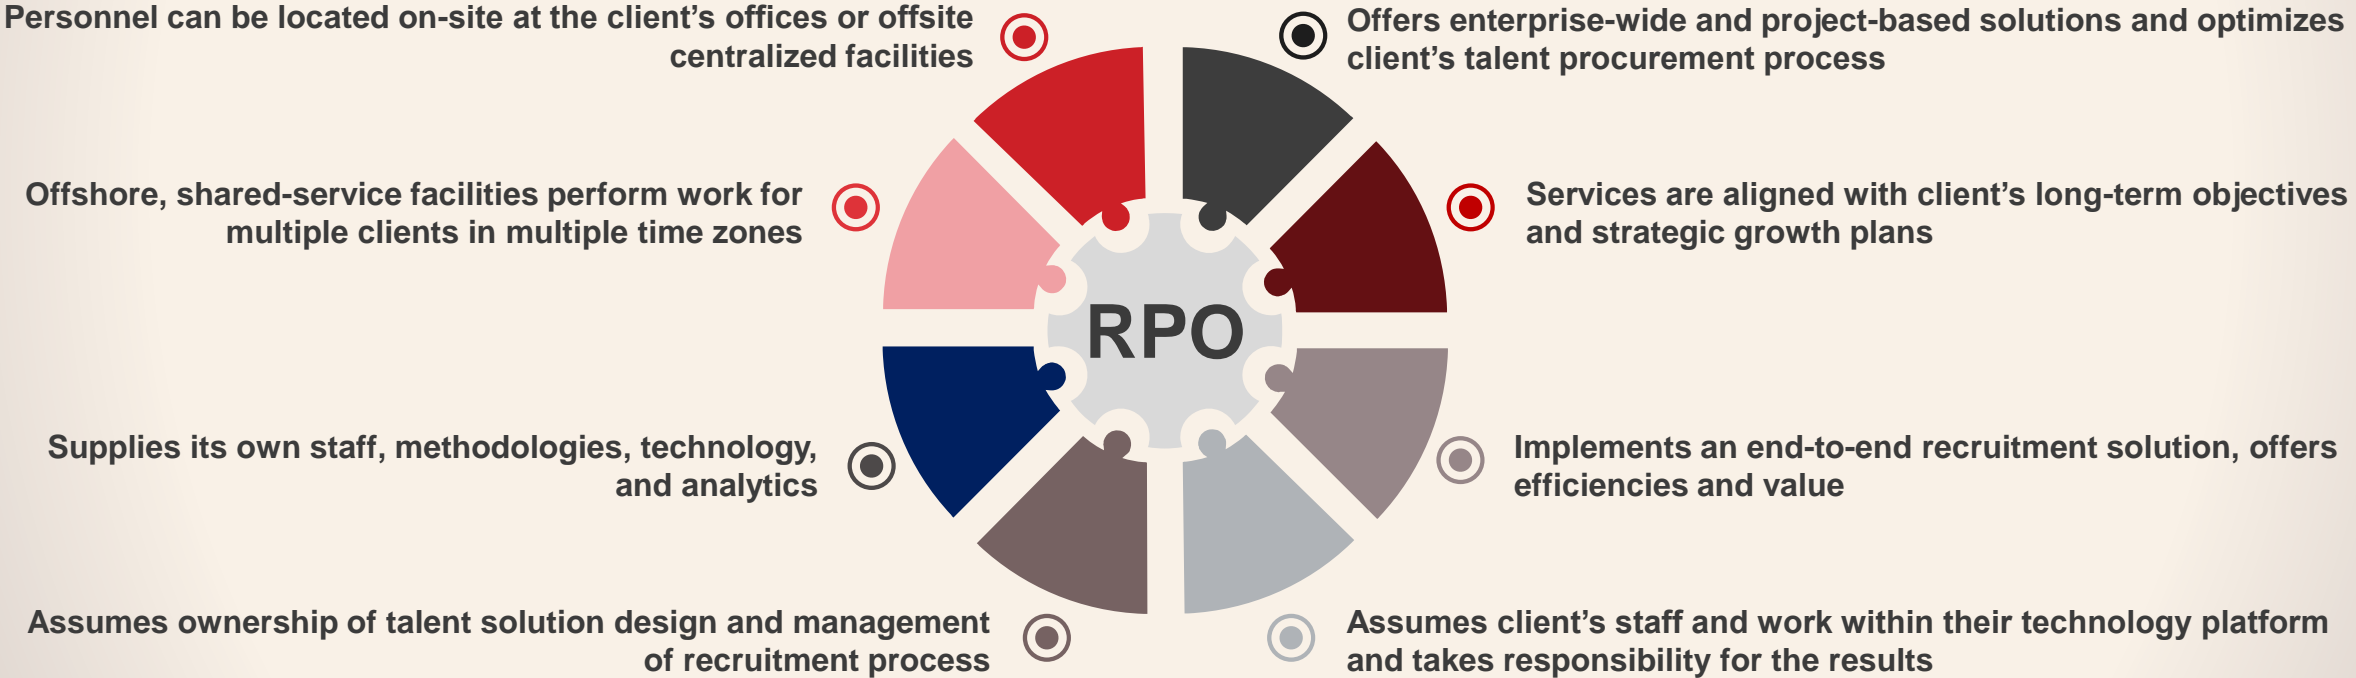 Personnel can be located on-site at the client's offices or offsite
centralized facilities
Offers enterprise-wide and project-based solutions and optimizes
client's talent procurement process
Offshore, shared-service facilities perform work for
multiple clients in multiple time zones
Services are aligned with client's long-term objectives
and strategic growth plans
RPO
Supplies its own staff, methodologies, technology,
and analytics
Implements an end-to-end recruitment solution, offers
efficiencies and value
Assumes ownership of talent solution design and management
of recruitment process
Assumes client's staff and work within their technology platform
and takes responsibility for the results